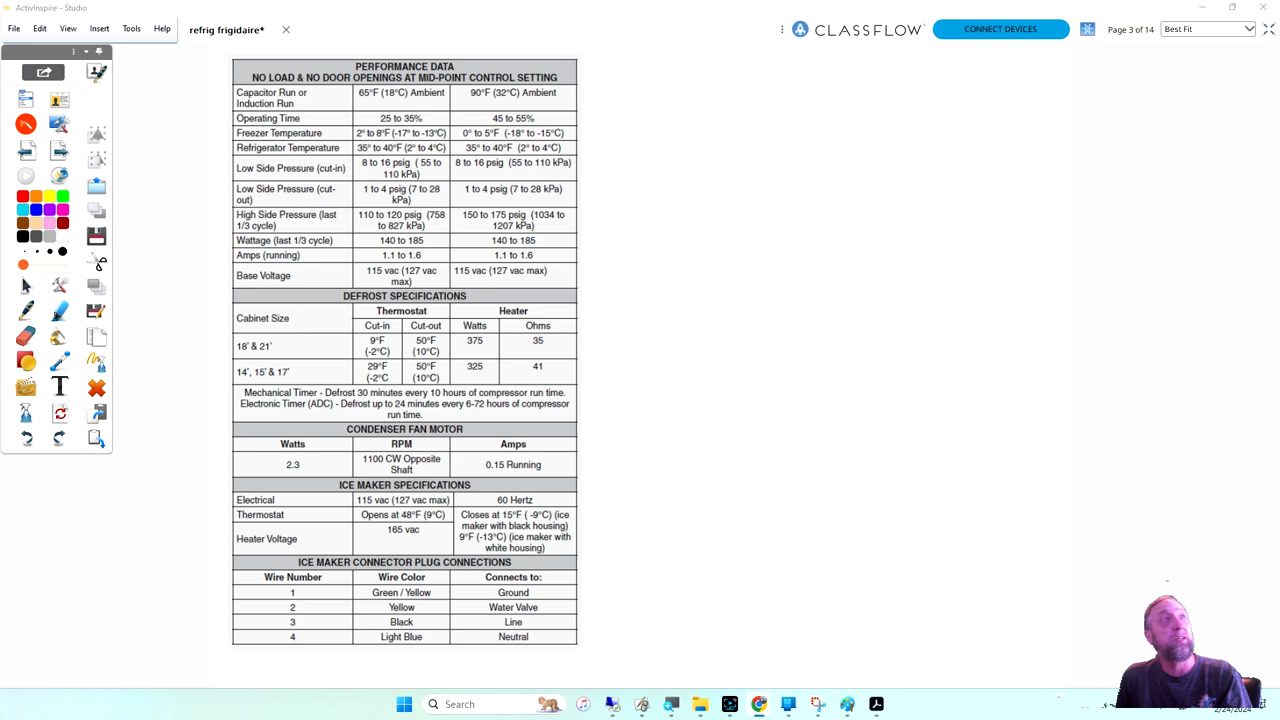 ActivInspire - Studio
File Edit View Insert Tools Help
refrig frigidaire*
CLASSFLOW
CONNECT DEVICES
Page 3 of 14
Best Fit
PERFORMANCE DATA
NO LOAD & NO DOOR OPENINGS AT MID-POINT CONTROL SETTING
Capacitor Run or
Induction Run
65°F (18°C) Ambient
90°F (32°C) Ambient
Operating Time 25 to 35% 45 to 55%
Freezer Temperature 2° to 8°F (-17° to -13°C) 0° to 5°F (-18° to -15°C)
Refrigerator Temperature 35° to 40°F (2° to 4°C) 35° to 40°F (2° to 4°C)
Low Side Pressure (cut-in)
8 to 16 psig ( 55 to
110 kPa)
8 to 16 psig (55 to 110 kPa)
Low Side Pressure (cut-
out)
1 to 4 psig (7 to 28
kPa)
1 to 4 psig (7 to 28 kPa)
High Side Pressure (last
1/3 cycle)
110 to 120 psig (758
to 827 kPa)
150 to 175 psig (1034 to
1207 kPa)
Wattage (last 1/3 cycle) 140 to 185 140 to 185
Amps (running) 1.1 to 1.6 1.1 to 1.6
Base Voltage
115 vac (127 vac
max)
115 vac (127 vac max)
DEFROST SPECIFICATIONS
Cabinet Size
Thermostat Heater
Cut-in Cut-out Watts Ohms
18' & 21'
9°F
(-2°C)
50°F
(10°C)
375 35
14', 15' & 17'
29°F
(-2°C
50°F
(10°C)
325 41
Mechanical Timer - Defrost 30 minutes every 10 hours of compressor run time.
Electronic Timer (ADC) - Defrost up to 24 minutes every 6-72 hours of compressor
run time.
CONDENSER FAN MOTOR
Watts RPM Amps
2.3
1100 CW Opposite
Shaft
0.15 Running
ICE MAKER SPECIFICATIONS
Electrical 115 vac (127 vac max) 60 Hertz
Thermostat Opens at 48°F (9°C)
Closes at 15°F ( -9°C) (ice
maker with black housing)
9°F (-13°C) (ice maker with
white housing)
Heater Voltage 165 vac
ICE MAKER CONNECTOR PLUG CONNECTIONS
Wire Number Wire Color Connects to:
1 Green / Yellow Ground
2 Yellow Water Valve
3 Black Line
4 Light Blue Neutral
Search
2/24/2024